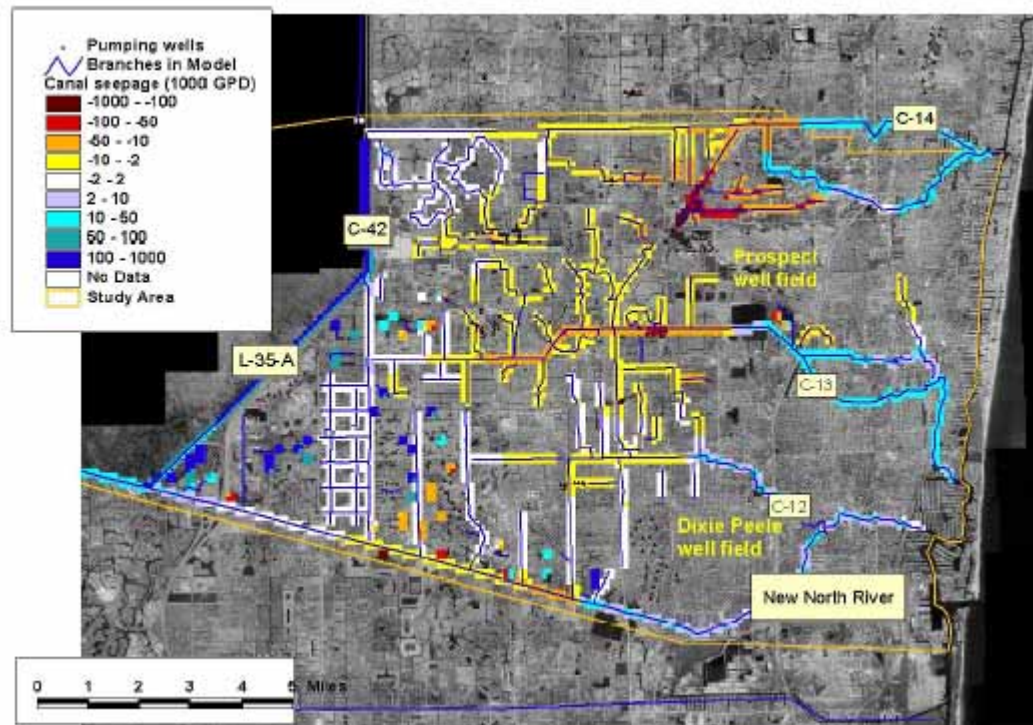 Pumping wells
Branches in Model
Canal seepage (1000 GPD)
-1000 - -100
-100 - -50
-50 - -10
-10 - -2
-2 - 2
2 - 10
10 - 50
50 - 100
100 - 1000
No Data
Study Area
C-14
C-42
Prospect
well field
L-35-A
C-13
C-12
Dixie Peele
well field
New North River
0 1 2 3 4 5 Miles